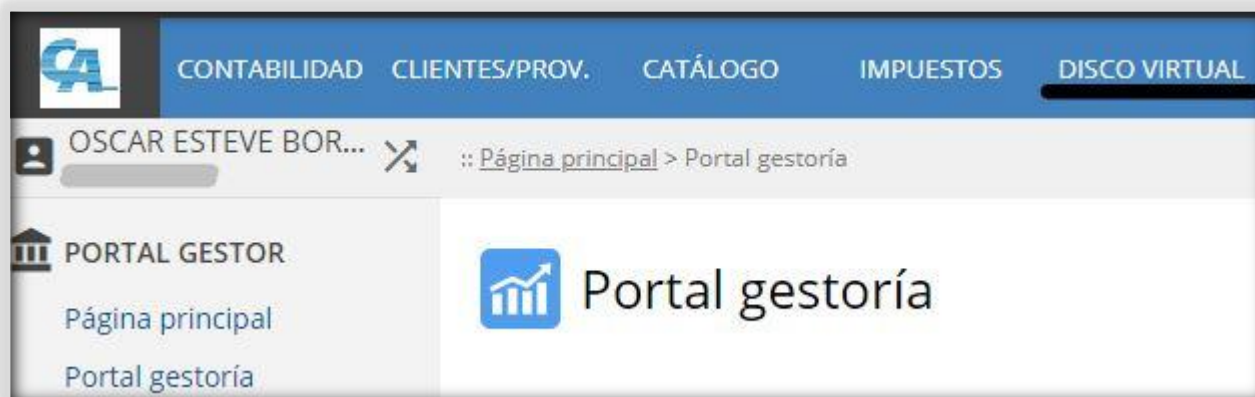 CA
CONTABILIDAD CLIENTES/PROV. CATÁLOGO IMPUESTOS DISCO VIRTUAL
OSCAR ESTEVE BOR...
:: Página principal > Portal gestoría
PORTAL GESTOR
Página principal
Portal gestoría
Portal gestoría